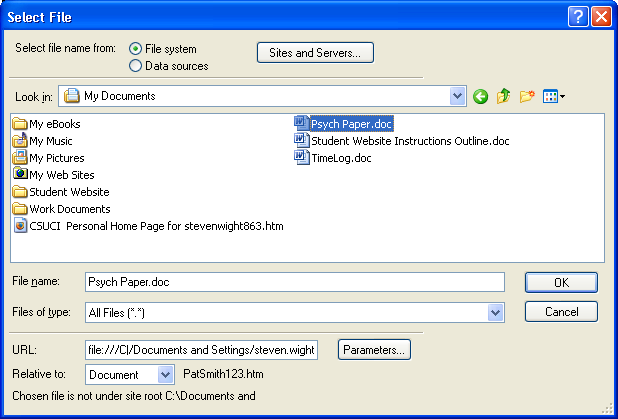 Select File
Select file name from:
File system
Sites and Servers...
Data sources
Look in:
My Documents
My eBooks
My Music
My Pictures
My Web Sites
Student Website
Work Documents
CSUCI Personal Home Page for stevenwight863.htm
Psych Paper.doc
Student Website Instructions Outline.doc
TimeLog.doc
File name:
Psych Paper.doc
OK
Files of type:
All Files (*.*)
Cancel
URL:
file:///C|/Documents and Settings/steven.wight
Parameters...
Relative to:
Document
PatSmith123.htm
Chosen file is not under site root C:\Documents and